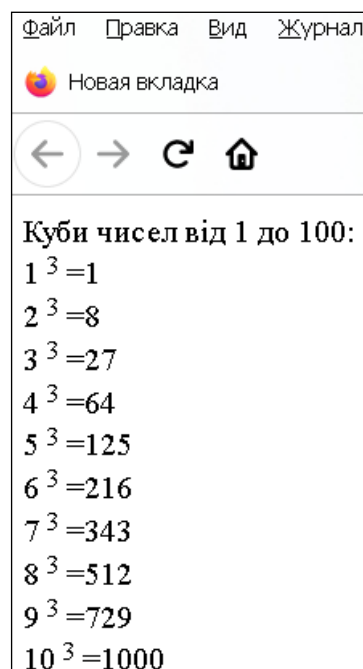 Файл Правка Вид Журнал
Новая вкладка
Куби чисел від 1 до 100:
1 ³ =1
2 ³ =8
3 ³ =27
4 ³ =64
5 ³ =125
6 ³ =216
7 ³ =343
8 ³ =512
9 ³ =729
10 ³ =1000